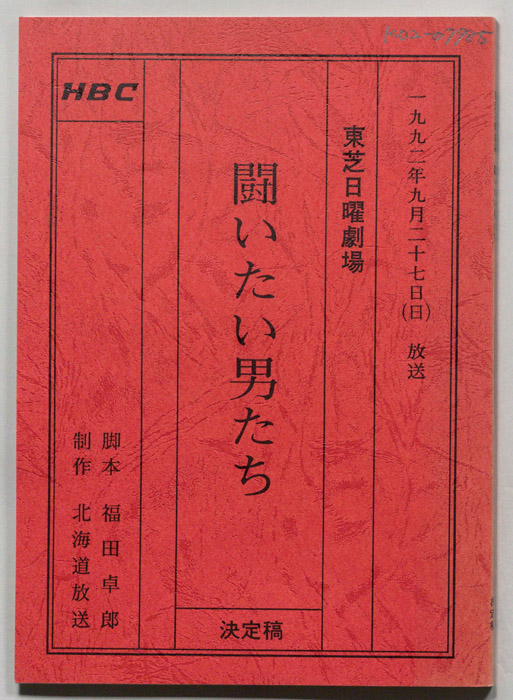 一九九二年九月二十七日(日) 放送
東芝日曜劇場
闘いたい男たち
決定稿
HBC
脚本 福田卓郎
制作 北海道放送